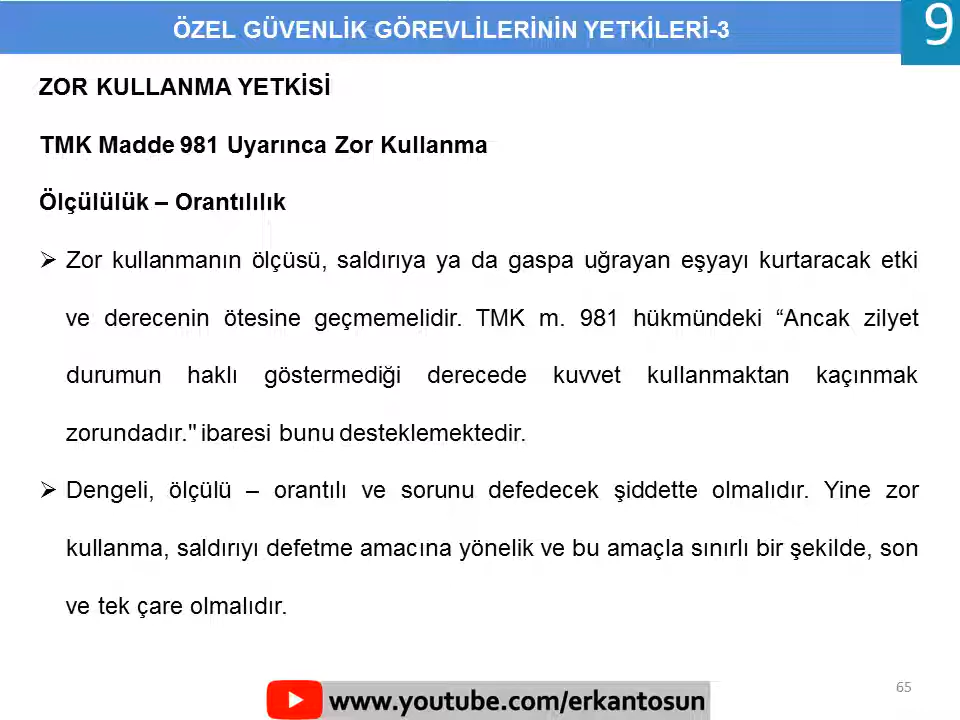 ÖZEL GÜVENLİK GÖREVLİLERİNİN YETKİLERİ-3
9
ZOR KULLANMA YETKİSİ
TMK Madde 981 Uyarınca Zor Kullanma
Ölçülülük – Orantılılık
➢ Zor kullanmanın ölçüsü, saldırıya ya da gaspa uğrayan eşyayı kurtaracak etki
ve derecenin ötesine geçmemelidir. TMK m. 981 hükmündeki “Ancak zilyet
durumun haklı göstermediği derecede kuvvet kullanmaktan kaçınmak
zorundadır." ibaresi bunu desteklemektedir.
➢ Dengeli, ölçülü – orantılı ve sorunu defedecek şiddette olmalıdır. Yine zor
kullanma, saldırıyı defetme amacına yönelik ve bu amaçla sınırlı bir şekilde, son
ve tek çare olmalıdır.
65
www.youtube.com/erkantosun